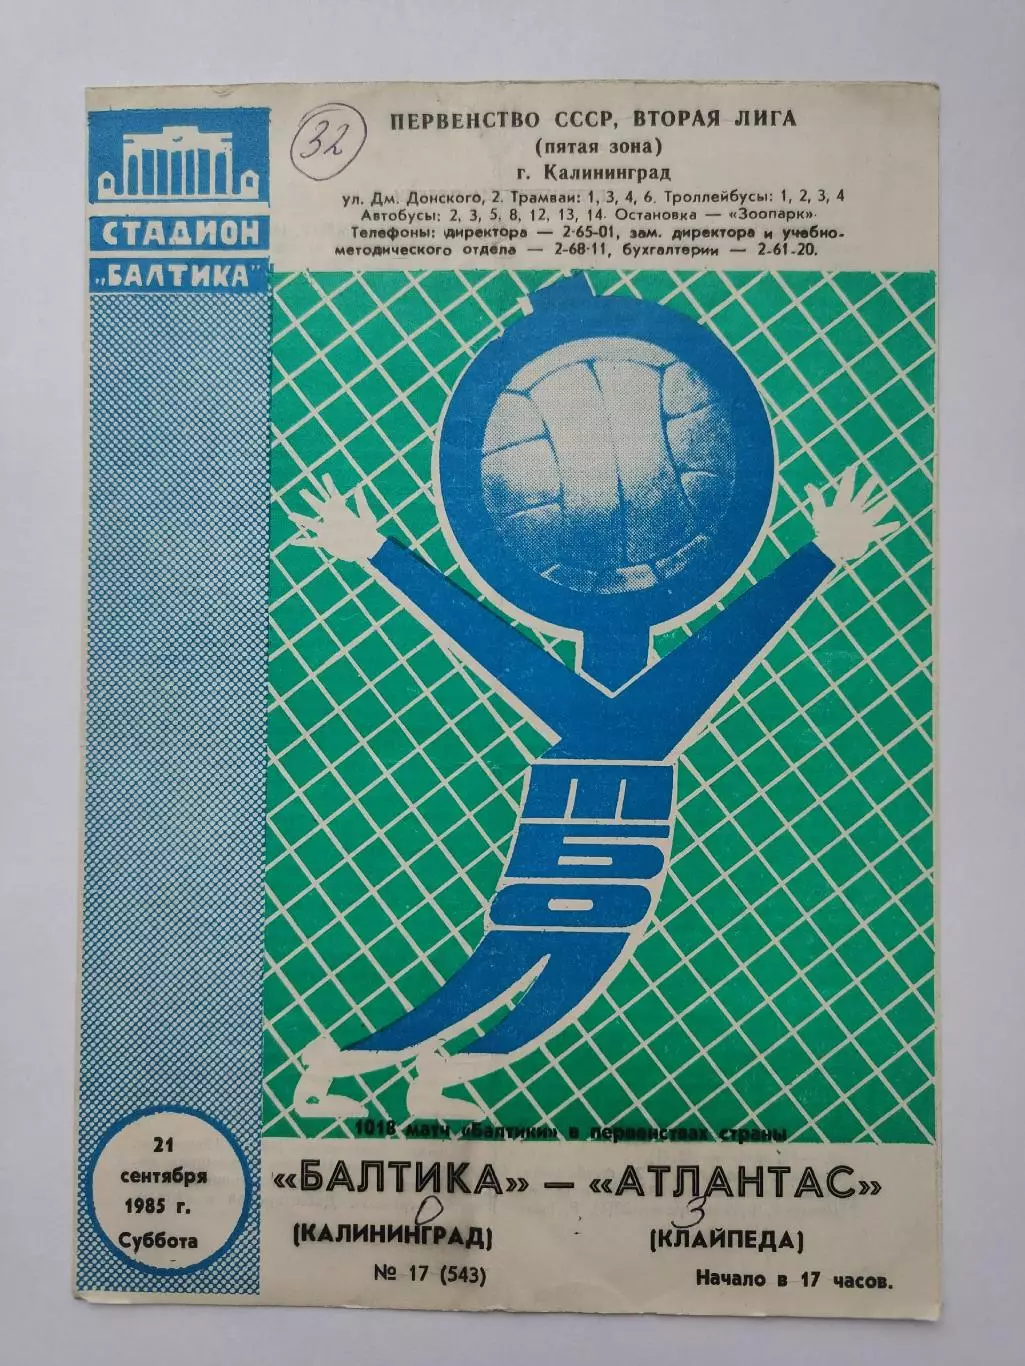 СТАДИОН
„БАЛТИКА"
32
ПЕРВЕНСТВО СССР, ВТОРАЯ ЛИГА
(пятая зона)
г. Калининград
ул. Дм. Донского, 2. Трамваи: 1, 3, 4, 6. Троллейбусы: 1, 2, 3, 4
Автобусы: 2, 3, 5, 8, 12, 13, 14. Остановка — «Зоопарк».
Телефоны: директора — 2-65-01, зам. директора и учебно-
методического отдела — 2-68-11, бухгалтерии — 2-61-20.
Ф
У
Т
Б
О
Л
1018 матч «Балтики» в первенствах страны
21
сентября
1985 г.
Суббота
«БАЛТИКА» — «АТЛАНТАС»
0 3
(КАЛИНИНГРАД) (КЛАЙПЕДА)
№ 17 (543) Начало в 17 часов.